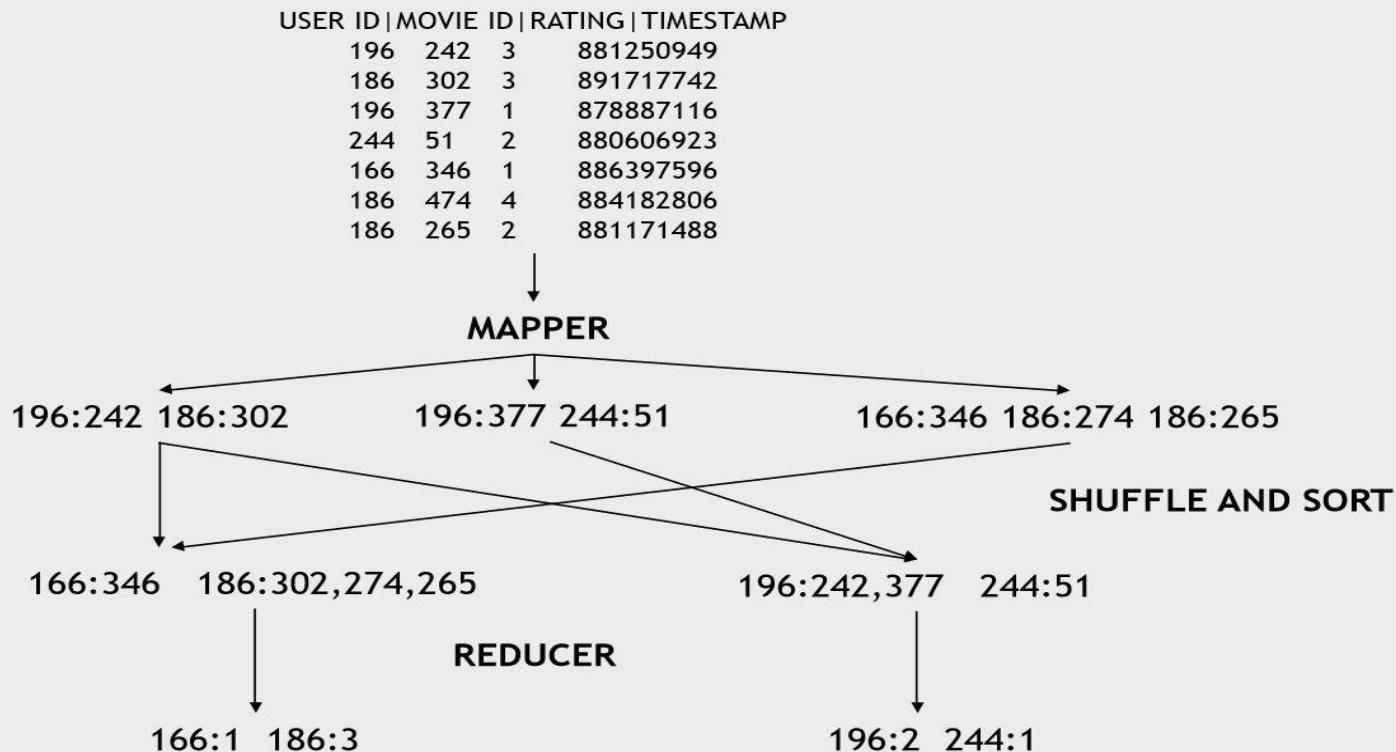 USER ID|MOVIE ID|RATING|TIMESTAMP
196 242 3 881250949
186 302 3 891717742
196 377 1 878887116
244 51 2 880606923
166 346 1 886397596
186 474 4 884182806
186 265 2 881171488
MAPPER
196:242 186:302 196:377 244:51 166:346 186:274 186:265
SHUFFLE AND SORT
166:346 186:302,274,265 196:242,377 244:51
REDUCER
166:1 186:3 196:2 244:1